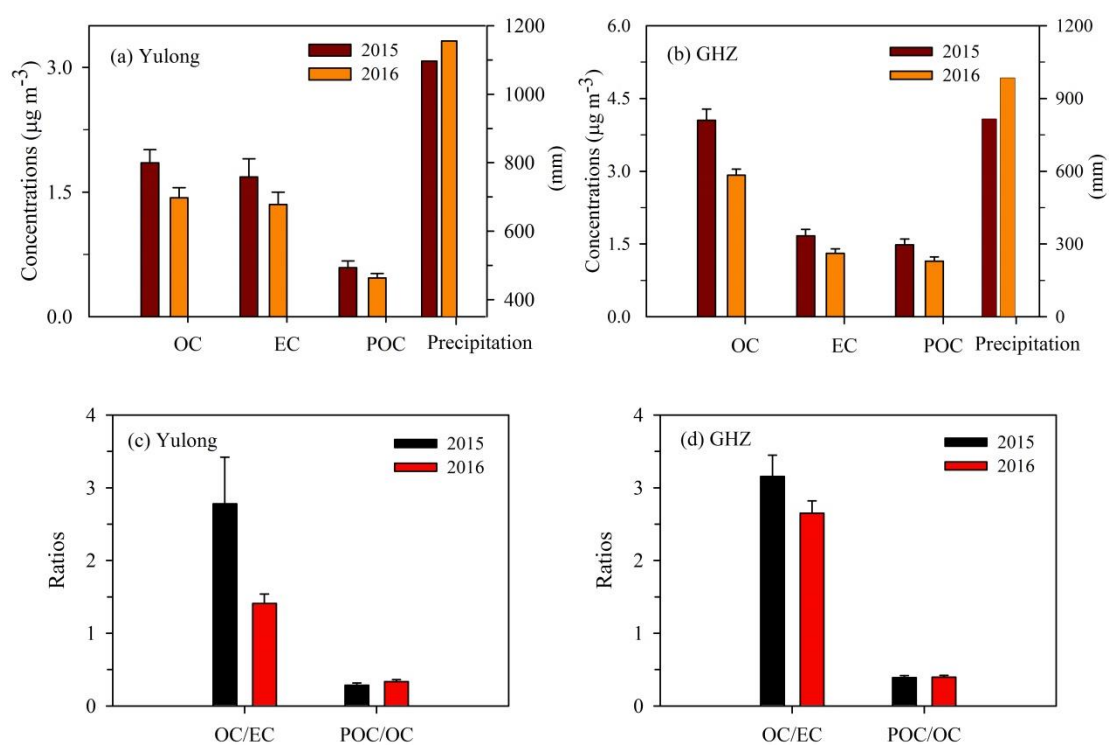 (a) Yulong
2015
2016
Concentrations (μg m-3)
3.0
1.5
0.0
1200
1000
800
600
400
(mm)
OC EC POC Precipitation
(b) GHZ
2015
2016
Concentrations (μg m-3)
6.0
4.5
3.0
1.5
0.0
1200
900
600
300
0
(mm)
OC EC POC Precipitation
(c) Yulong
2015
2016
Ratios
4
3
2
1
0
OC/EC POC/OC
(d) GHZ
2015
2016
Ratios
4
3
2
1
0
OC/EC POC/OC